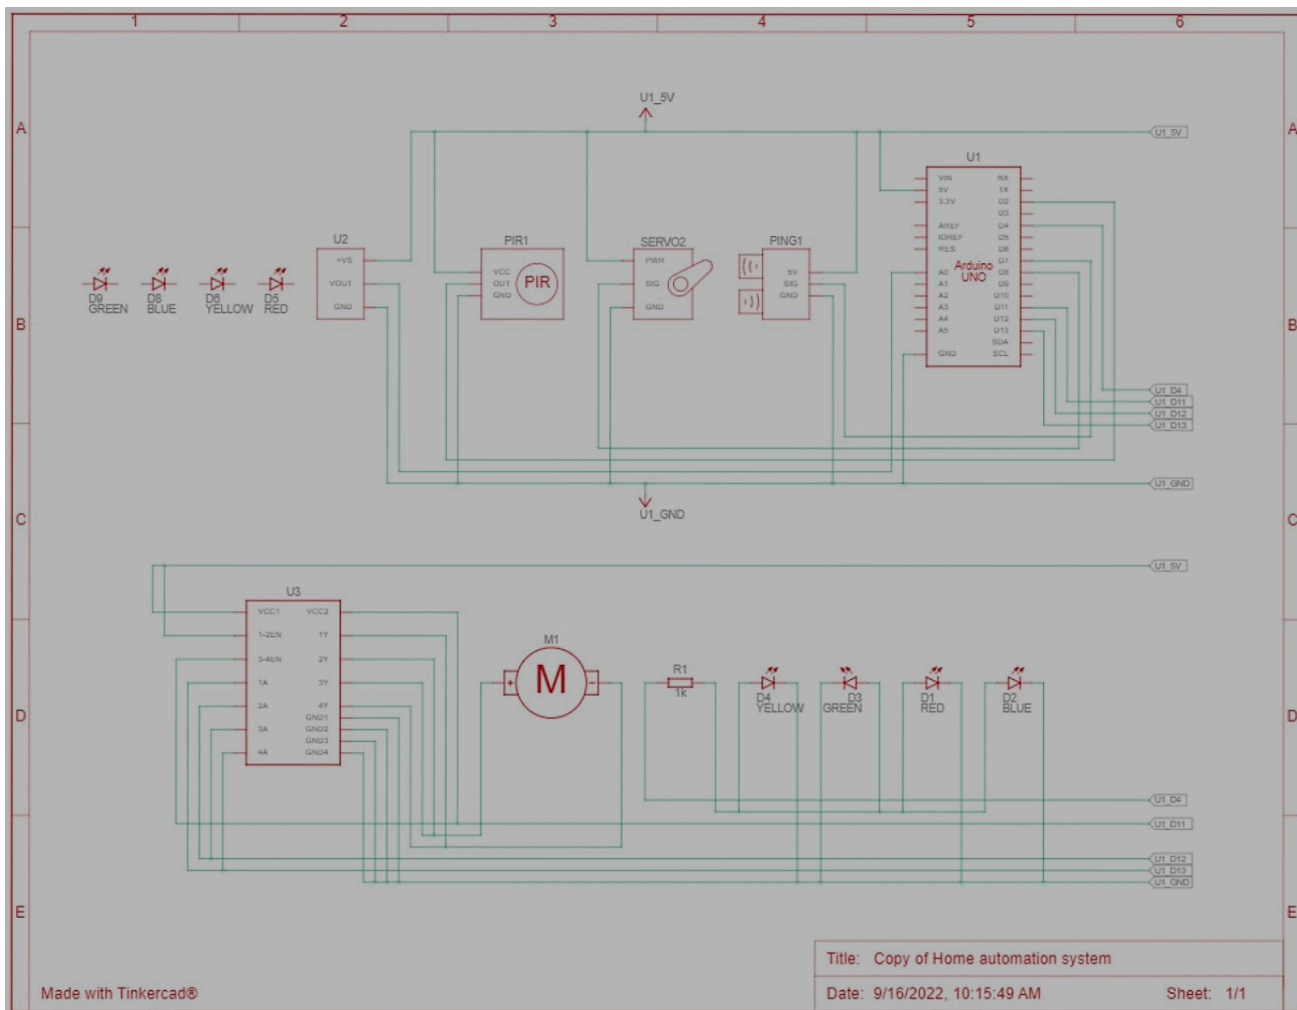 1 2 3 4 5 6
A A
B B
C C
D D
E E
U1_5V
U1_5V
U1
VIN RX
5V TX
3.3V D2
D3
AREF D4
IOREF D5
RES D6
D7
A0 D8
A1 D9
A2 D10
A3 D11
A4 D12
A5 D13
SDA
GND SCL
Arduino
UNO
U2
+VS
VOUT
GND
PIR1
VCC
OUT
GND
PIR
SERVO2
PWR
SIG
GND
PING1
5V
SIG
GND
D9
GREEN
D8
BLUE
D6
YELLOW
D5
RED
U1_D4
U1_D11
U1_D12
U1_D13
U1_GND
U1_GND
U1_5V
U3
VCC1 VCC2
1-2EN 1Y
3-4EN 2Y
1A 3Y
2A 4Y
GND1
3A GND2
GND3
4A GND4
M1
+ M -
R1
1k
D4
YELLOW
D3
GREEN
D1
RED
D2
BLUE
U1_D4
U1_D11
U1_D12
U1_D13
U1_GND
Title: Copy of Home automation system
Made with Tinkercad®
Date: 9/16/2022, 10:15:49 AM Sheet: 1/1